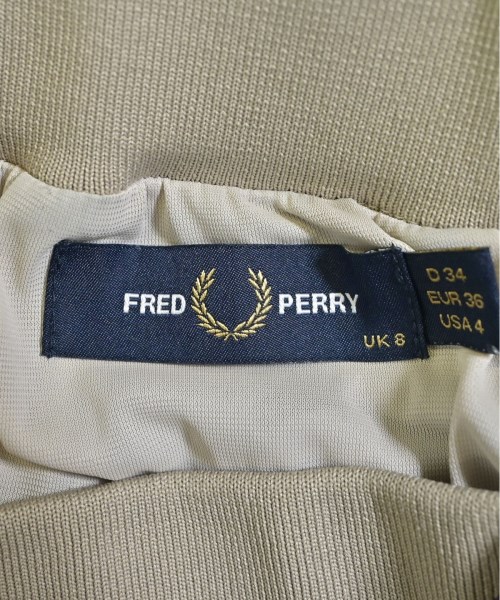 FRED PERRY
UK 8
D 34
EUR 36
USA 4